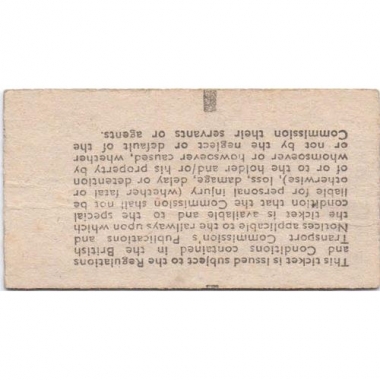 This ticket is issued subject to the Regulations
and Conditions contained in the British
Transport Commission's Publications and
Notices applicable to the railways upon which
the ticket is available and to the special
condition that the Commission shall not be
liable for personal injury (whether fatal or
otherwise), loss, damage, delay or detention
of or to the holder and/or his property by
whomsoever or howsoever caused, whether,
or not by the neglect or default of the
Commission their servants or agents.